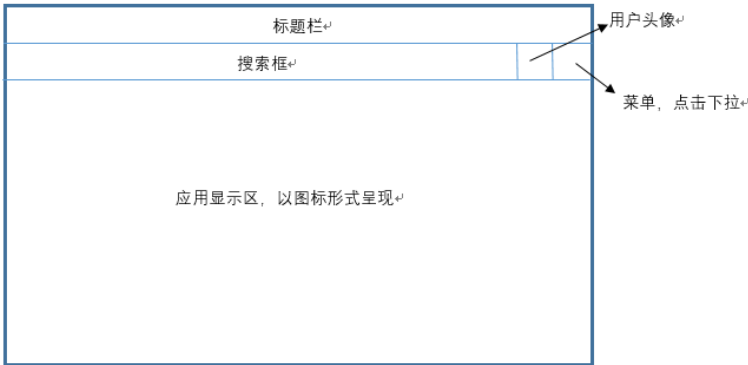 标题栏
用户头像
搜索框
菜单，点击下拉
应用显示区，以图标形式呈现